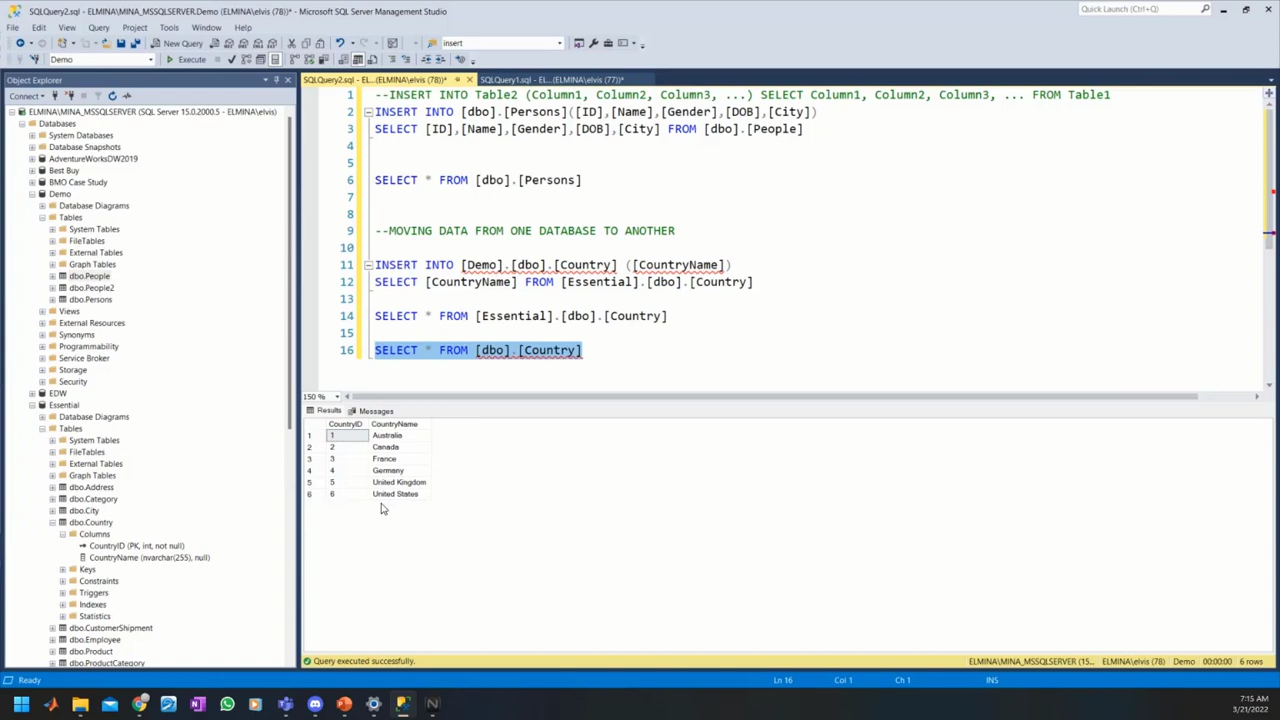 SQLQuery2.sql - ELMINA\MINA_MSSQLSERVER.Demo (ELMINA\elvis (78))* - Microsoft SQL Server Management Studio
Quick Launch (Ctrl+Q)
File Edit View Query Project Tools Window Help
New Query
insert
Demo
Execute
Object Explorer
SQLQuery2.sql - EL...(ELMINA\elvis (78))*
SQLQuery1.sql - EL...(ELMINA\elvis (77))*
Connect
ELMINA\MINA_MSSQLSERVER (SQL Server 15.0.2000.5 - ELMINA\elvis)
Databases
System Databases
Database Snapshots
AdventureWorksDW2019
Best Buy
BMO Case Study
Demo
Database Diagrams
Tables
System Tables
FileTables
External Tables
Graph Tables
dbo.People
dbo.People2
dbo.Persons
Views
External Resources
Synonyms
Programmability
Service Broker
Storage
Security
EDW
Essential
Database Diagrams
Tables
System Tables
FileTables
External Tables
Graph Tables
dbo.Address
dbo.Category
dbo.City
dbo.Country
Columns
CountryID (PK, int, not null)
CountryName (nvarchar(255), null)
Keys
Constraints
Triggers
Indexes
Statistics
dbo.CustomerShipment
dbo.Employee
dbo.Product
dbo.ProductCategory
1 --INSERT INTO Table2 (Column1, Column2, Column3, ...) SELECT Column1, Column2, Column3, ... FROM Table1
2 INSERT INTO [dbo].[Persons]([ID],[Name],[Gender],[DOB],[City])
3 SELECT [ID],[Name],[Gender],[DOB],[City] FROM [dbo].[People]
4
5
6 SELECT * FROM [dbo].[Persons]
7
8
9 --MOVING DATA FROM ONE DATABASE TO ANOTHER
10
11 INSERT INTO [Demo].[dbo].[Country] ([CountryName])
12 SELECT [CountryName] FROM [Essential].[dbo].[Country]
13
14 SELECT * FROM [Essential].[dbo].[Country]
15
16 SELECT * FROM [dbo].[Country]
150 %
Results Messages
CountryID CountryName
1 1 Australia
2 2 Canada
3 3 France
4 4 Germany
5 5 United Kingdom
6 6 United States
Query executed successfully.
ELMINA\MINA_MSSQLSERVER (15... ELMINA\elvis (78) Demo 00:00:00 6 rows
Ready
Ln 16 Col 1 Ch 1 INS
7:15 AM
3/21/2022